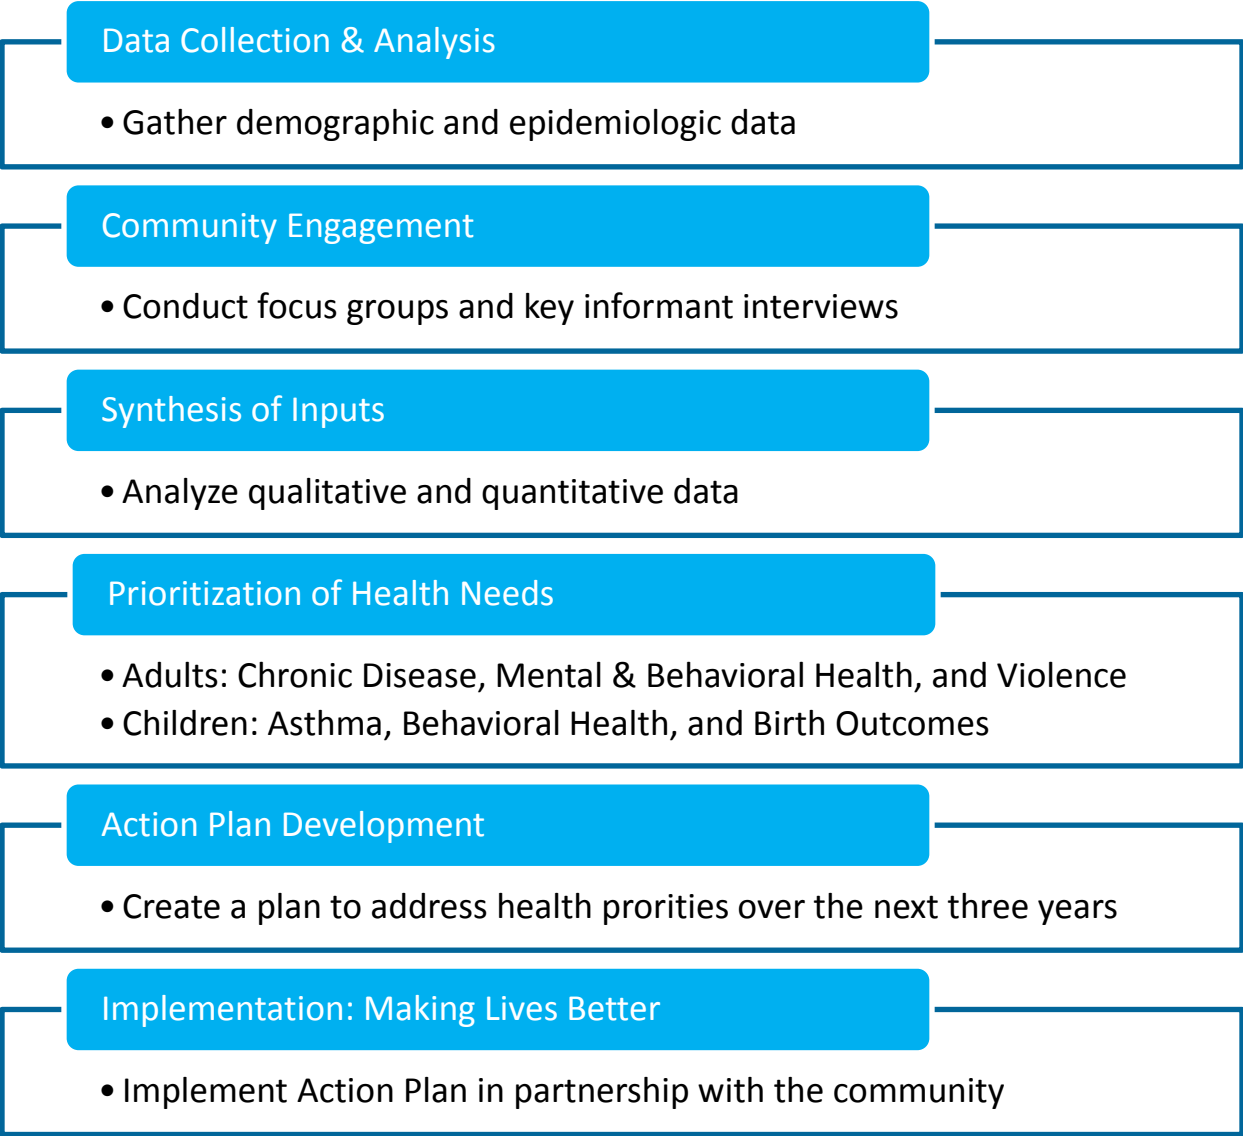 Data Collection & Analysis
• Gather demographic and epidemiologic data
Community Engagement
• Conduct focus groups and key informant interviews
Synthesis of Inputs
• Analyze qualitative and quantitative data
Prioritization of Health Needs
• Adults: Chronic Disease, Mental & Behavioral Health, and Violence
• Children: Asthma, Behavioral Health, and Birth Outcomes
Action Plan Development
• Create a plan to address health prorities over the next three years
Implementation: Making Lives Better
• Implement Action Plan in partnership with the community